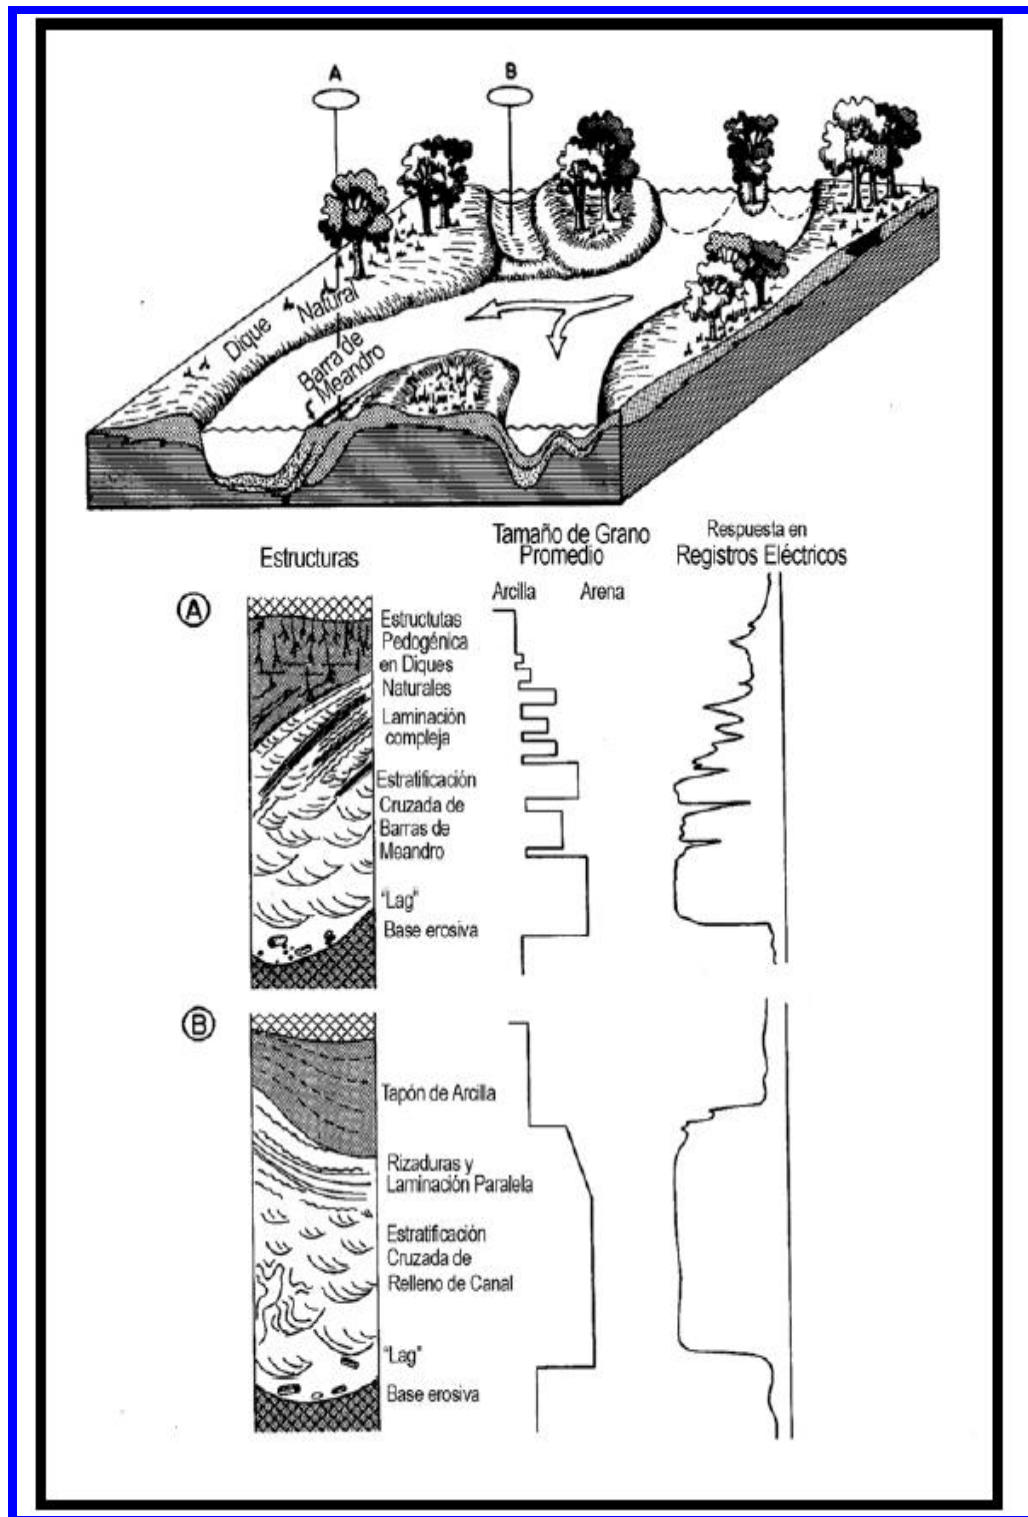 A
B
Dique Natural
Barra de
Meandro
Estructuras
Tamaño de Grano
Promedio
Respuesta en
Registros Eléctricos
Arcilla
Arena
A
Estructutas
Pedogénica
en Diques
Naturales
Laminación
compleja
Estratificación
Cruzada de
Barras de
Meandro
"Lag"
Base erosiva
B
Tapón de Arcilla
Rizaduras y
Laminación Paralela
Estratificación
Cruzada de
Relleno de Canal
"Lag"
Base erosiva